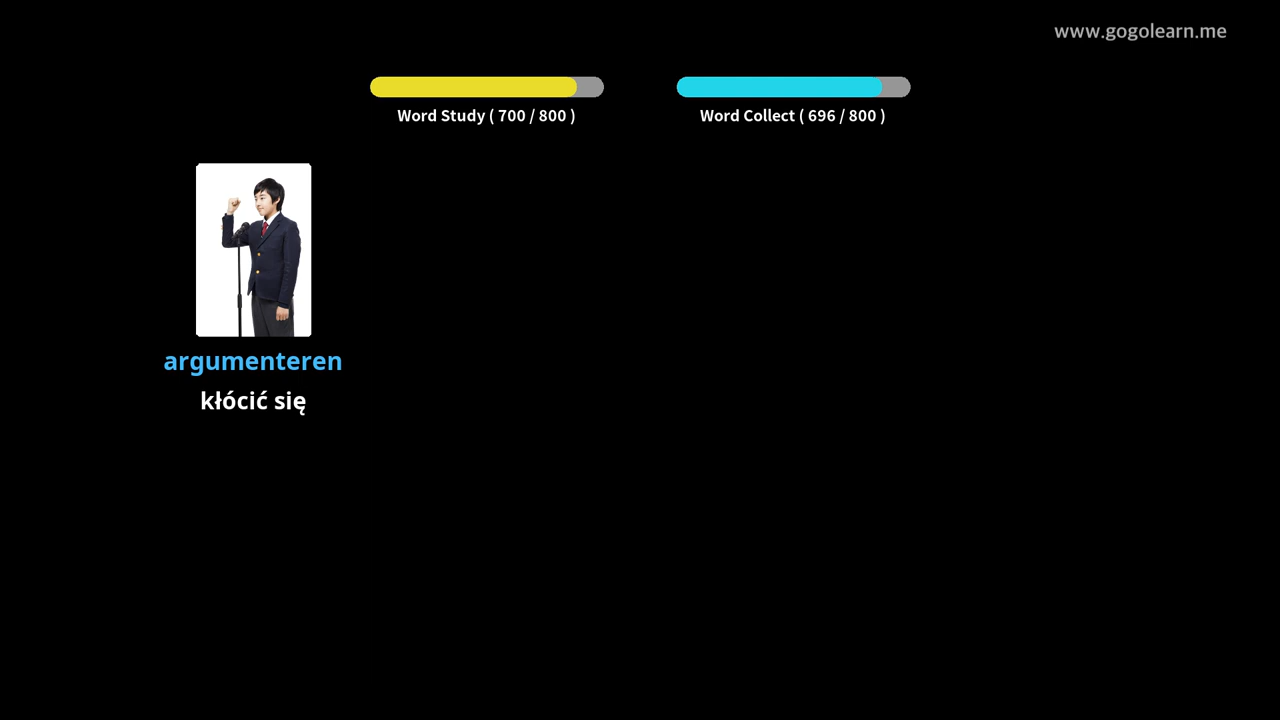 www.gogolearn.me
Word Study ( 700 / 800 )
Word Collect ( 696 / 800 )
argumenteren
kłócić się